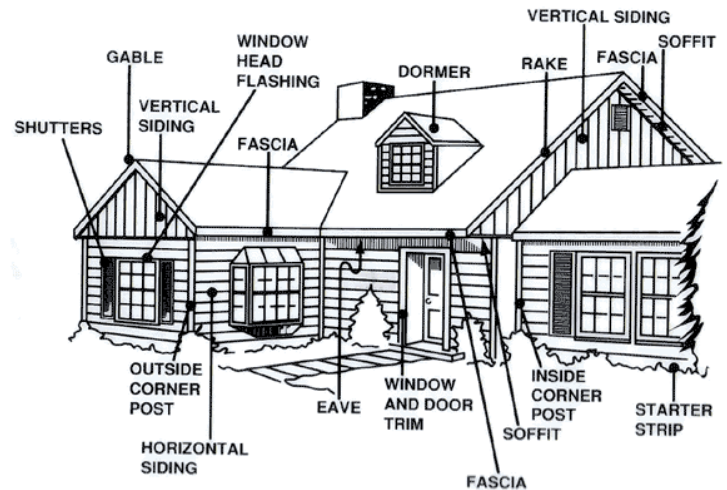 VERTICAL SIDING
SOFFIT
WINDOW
HEAD
FLASHING
GABLE
DORMER
RAKE
FASCIA
VERTICAL
SIDING
SHUTTERS
FASCIA
OUTSIDE
CORNER
POST
EAVE
WINDOW
AND DOOR
TRIM
INSIDE
CORNER
POST
STARTER
STRIP
SOFFIT
HORIZONTAL
SIDING
FASCIA